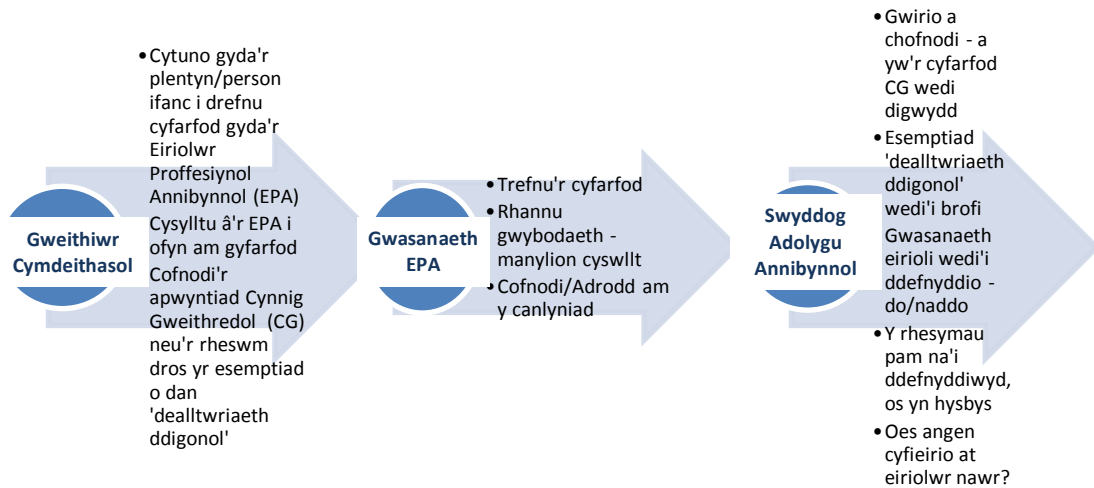 Gweithiwr
Cymdeithasol
•Cytuno gyda'r
plentyn/person
ifanc i drefnu
cyfarfod gyda'r
Eiriolwr
Proffesiynol
Annibynnol (EPA)
Cysylltu â'r EPA i
ofyn am gyfarfod
Cofnodi'r
apwyntiad Cynnig
Gweithredol (CG)
neu'r rheswm
dros yr esemptiad
o dan
'dealltwriaeth
ddigonol'
Gwasanaeth
EPA
•Trefnu'r cyfarfod
•Rhannu
gwybodaeth -
manylion cyswllt
•Cofnodi/Adrodd am
y canlyniad
Swyddog
Adolygu
Annibynnol
•Gwirio a
chofnodi - a
yw'r cyfarfod
CG wedi
digwydd
•Esemptiad
'dealltwriaeth
ddigonol'
wedi'i brofi
Gwasanaeth
eirioli wedi'i
ddefnyddio -
do/naddo
•Y rhesymau
pam na'i
ddefnyddiwyd,
os yn hysbys
•Oes angen
cyfieirio at
eiriolwr nawr?